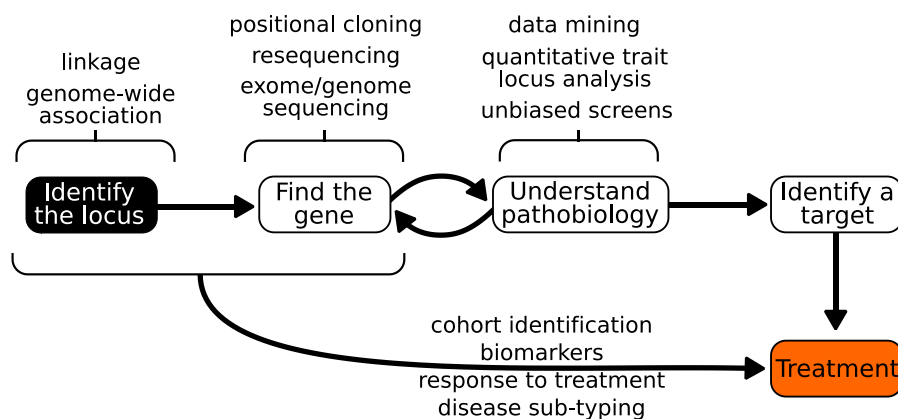 linkage
genome-wide
association
positional cloning
resequencing
exome/genome
sequencing
data mining
quantitative trait
locus analysis
unbiased screens
Identify
the locus
Find the
gene
Understand
pathobiology
Identify a
target
cohort identification
biomarkers
response to treatment
disease sub-typing
Treatment